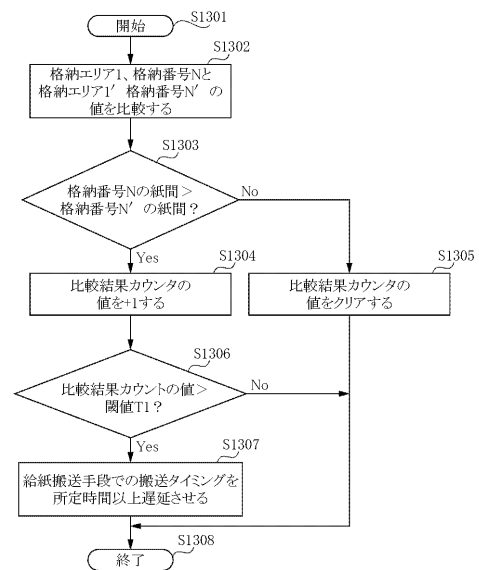 開始
S1301
S1302
格納エリア1、格納番号Nと
格納エリア1′ 格納番号N′の
値を比較する
S1303
格納番号Nの紙間＞
格納番号N′の紙間？
No
Yes
S1304
比較結果カウンタの
値を+1する
S1305
比較結果カウンタの
値をクリアする
S1306
比較結果カウントの値＞
閾値T1？
No
Yes
S1307
給紙搬送手段での搬送タイミングを
所定時間以上遅延させる
S1308
終了